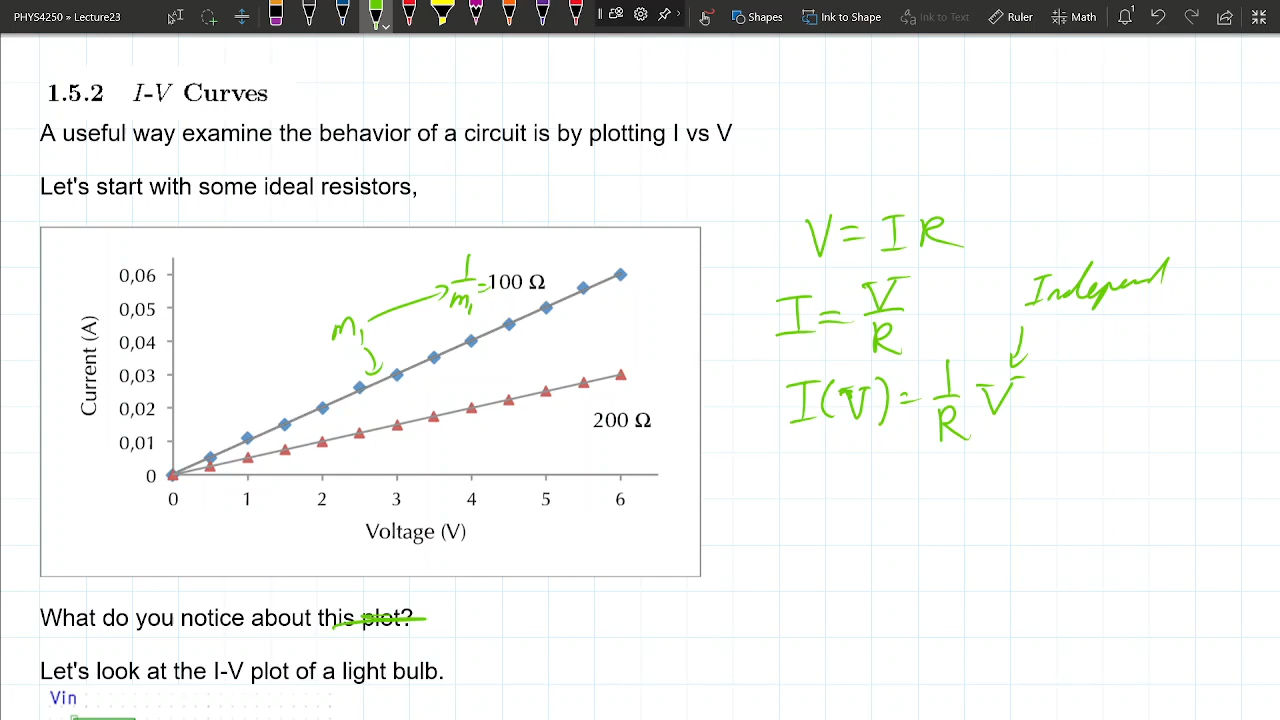 PHYS4250 » Lecture23
Shapes
Ink to Shape
Ink to Text
Ruler
Math
1.5.2 I-V Curves
A useful way examine the behavior of a circuit is by plotting I vs V
Let's start with some ideal resistors,
0,06
0,05
0,04
0,03
0,02
0,01
0
Current (A)
0 1 2 3 4 5 6
Voltage (V)
m₁
1/m₁ = 100 Ω
200 Ω
V = I R
I = V/R
I(V) = 1/R V
Independ
What do you notice about this plot?
Let's look at the I-V plot of a light bulb.
Vin